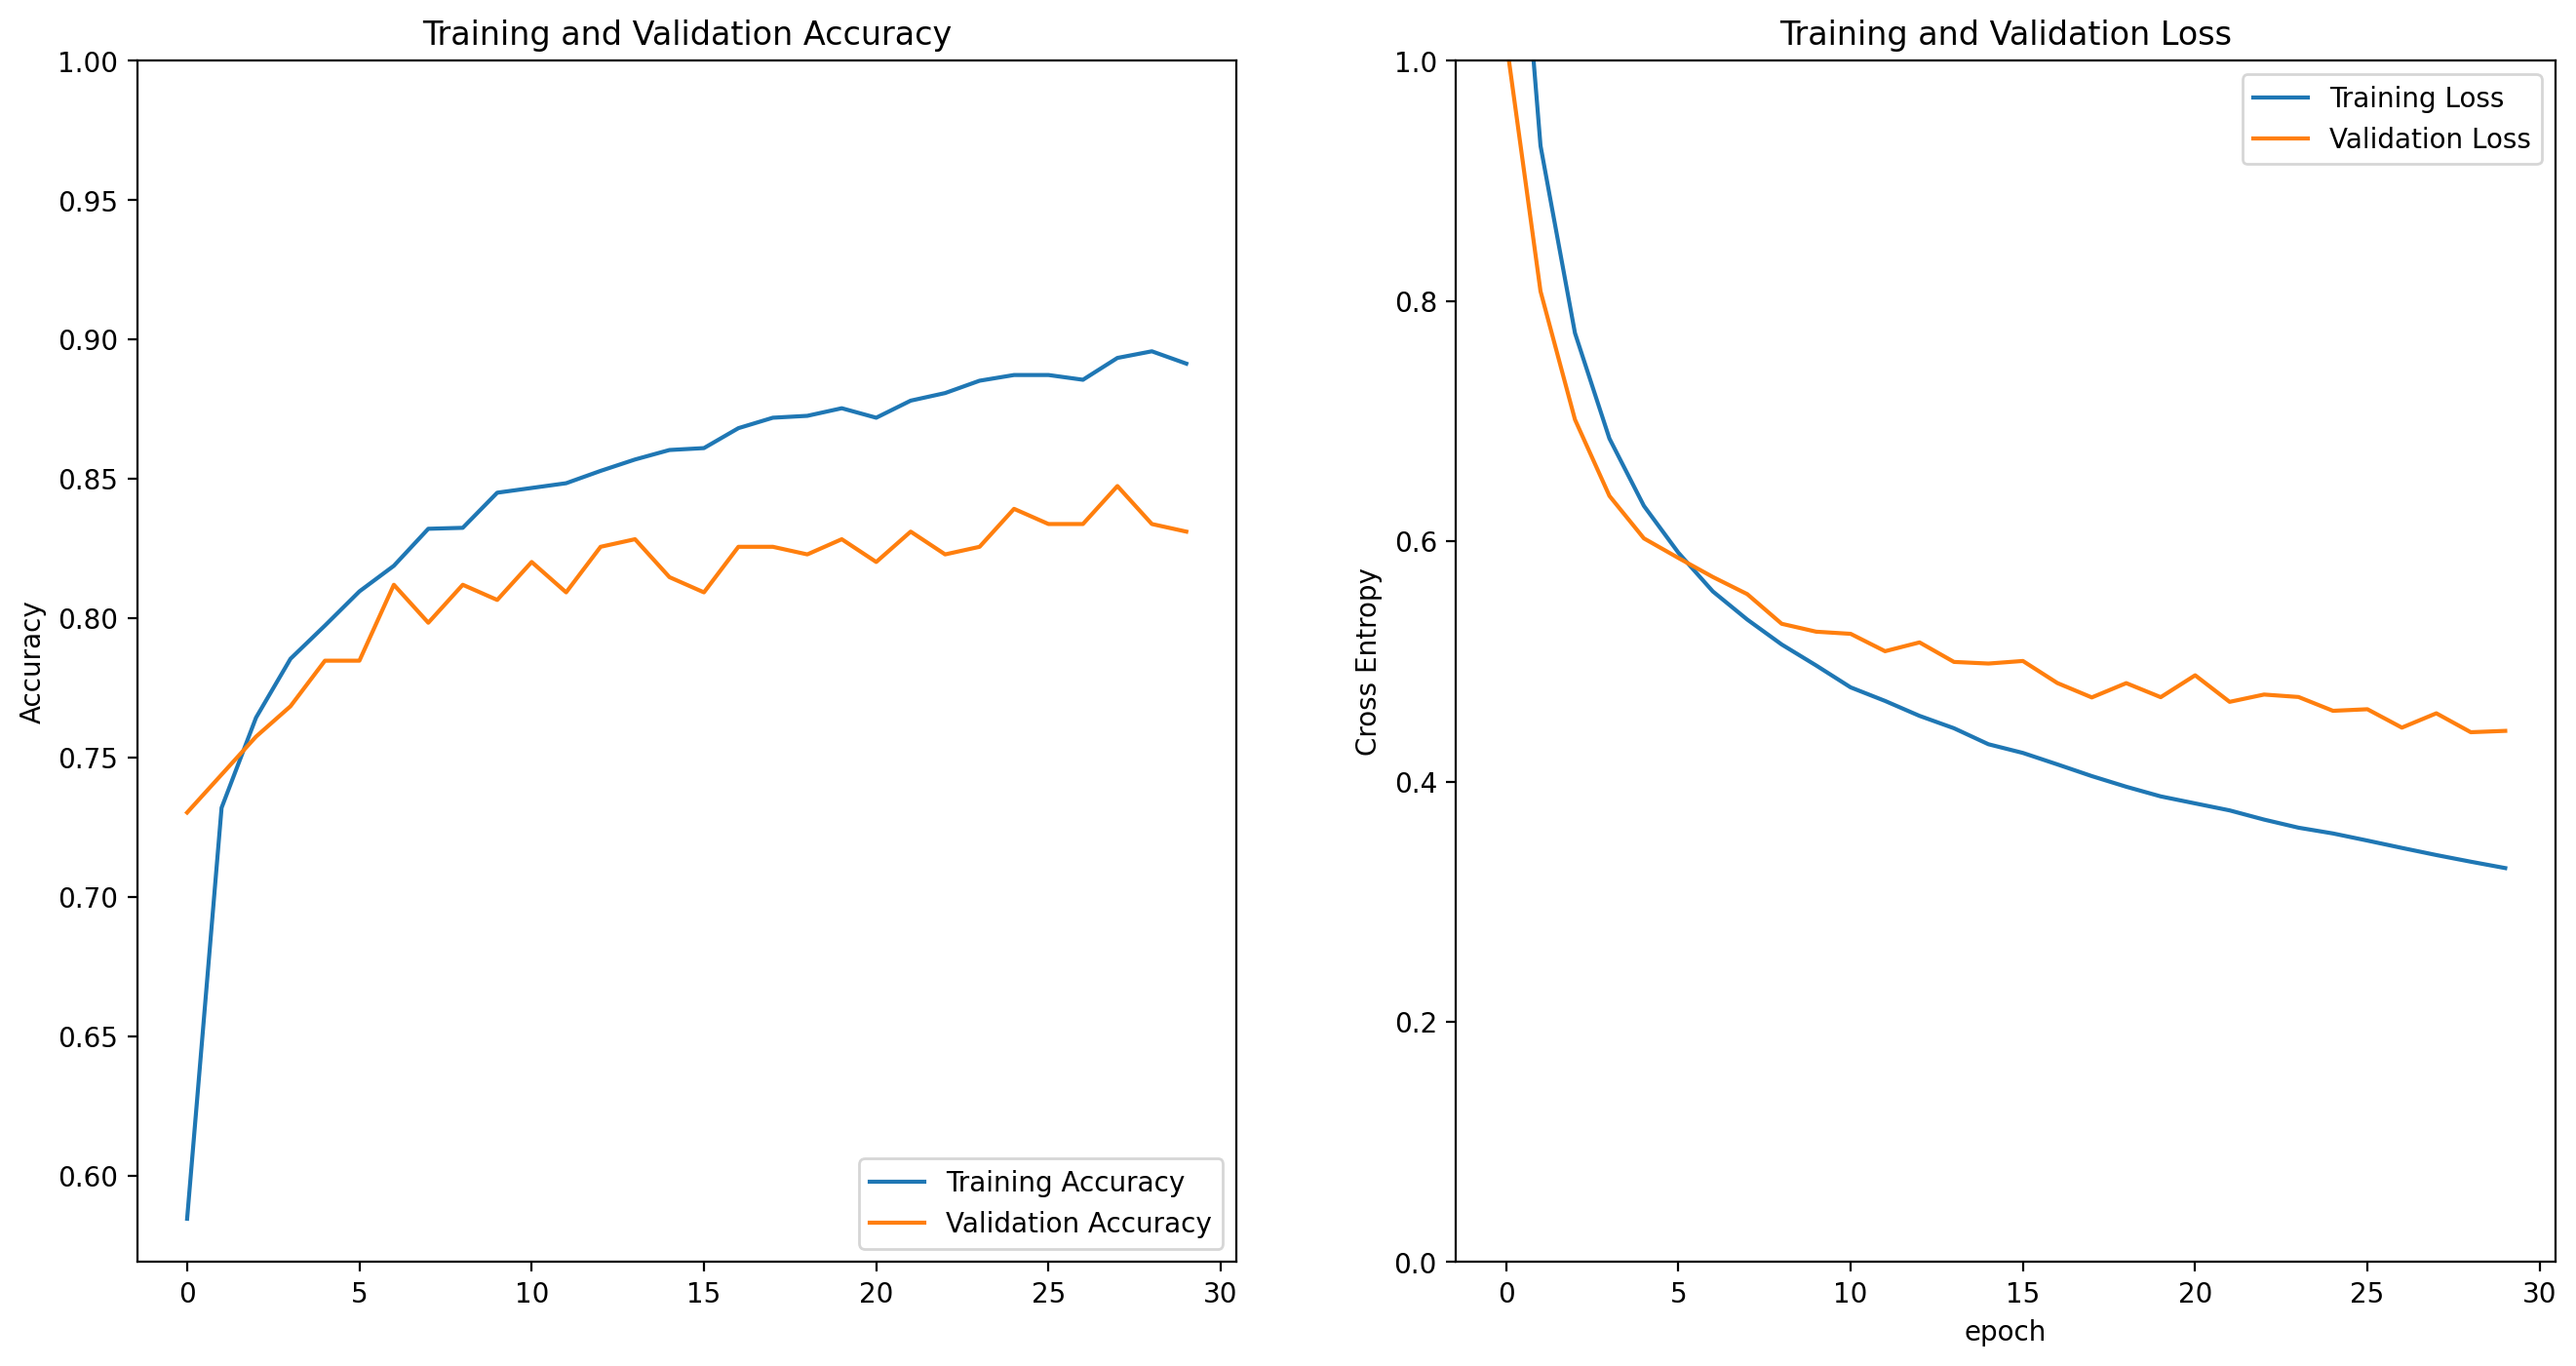 Training and Validation Accuracy
1.00
0.95
0.90
0.85
0.80
0.75
0.70
0.65
0.60
Accuracy
Training Accuracy
Validation Accuracy
0 5 10 15 20 25 30
Training and Validation Loss
1.0
0.8
0.6
0.4
0.2
0.0
Cross Entropy
Training Loss
Validation Loss
0 5 10 15 20 25 30
epoch